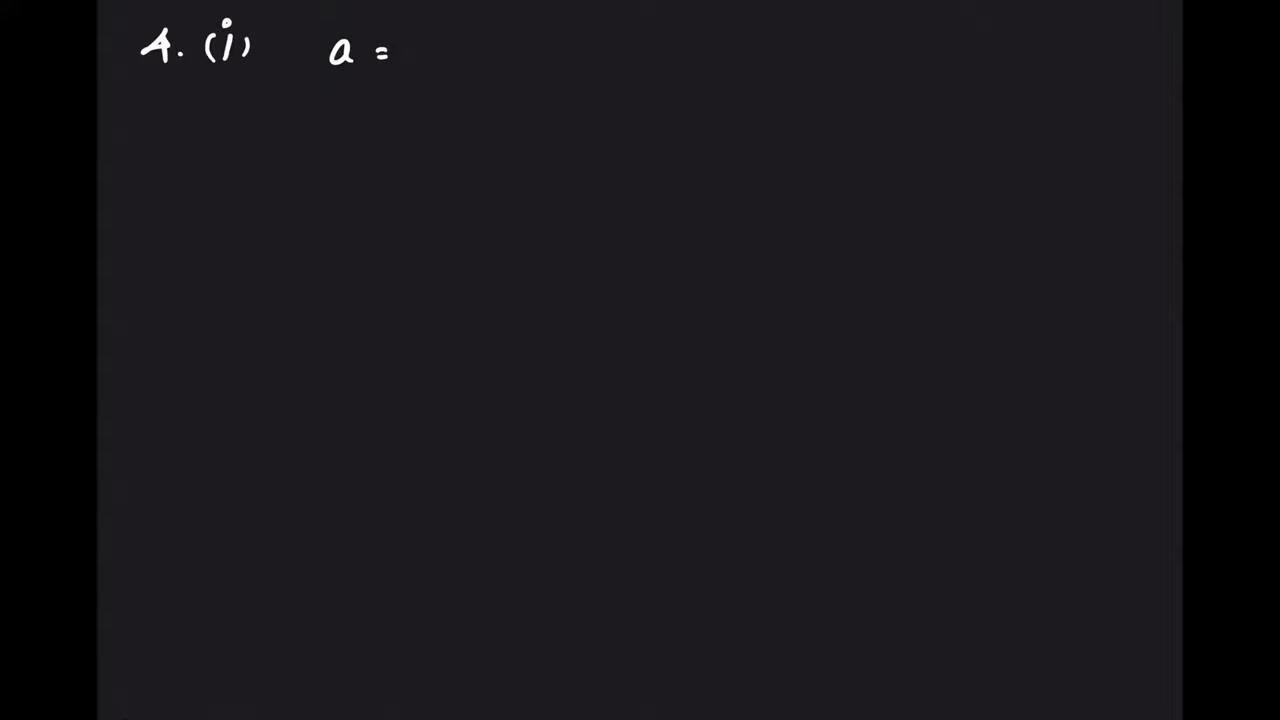 4. (i) a =